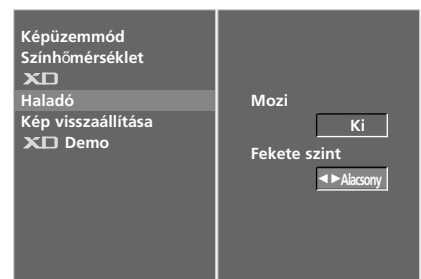 Képüzemmód
Színhőmérséklet
XD
Haladó
Kép visszaállítása
XD Demo
Mozi
Ki
Fekete szint
◄►Alacsony